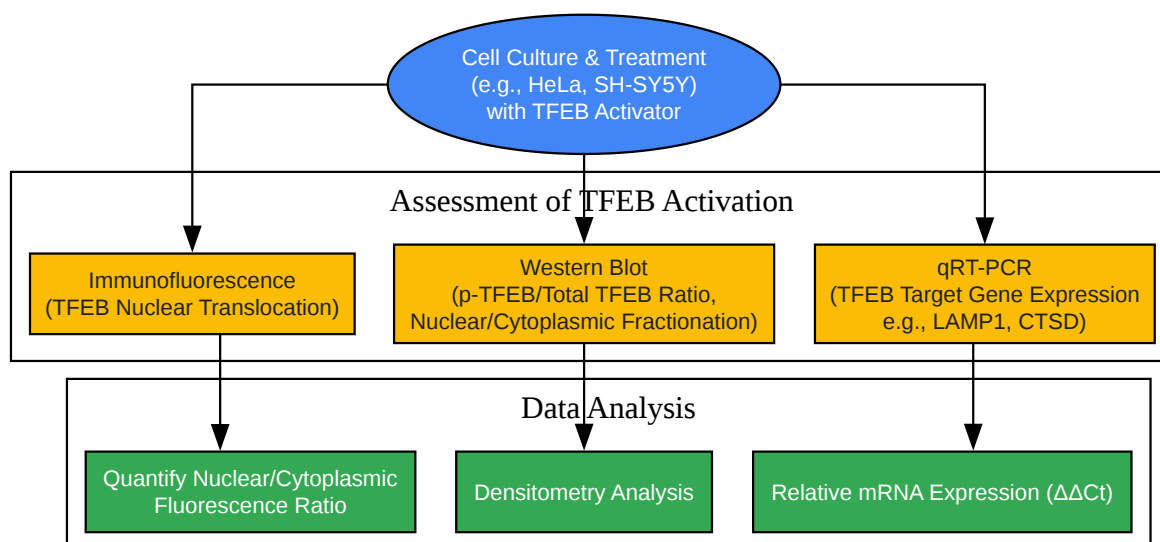 Cell Culture & Treatment
(e.g., HeLa, SH-SY5Y)
with TFEB Activator
Assessment of TFEB Activation
Immunofluorescence
(TFEB Nuclear Translocation)
Western Blot
(p-TFEB/Total TFEB Ratio,
Nuclear/Cytoplasmic Fractionation)
qRT-PCR
(TFEB Target Gene Expression
e.g., LAMP1, CTSD)
Data Analysis
Quantify Nuclear/Cytoplasmic
Fluorescence Ratio
Densitometry Analysis
Relative mRNA Expression (ΔΔCt)